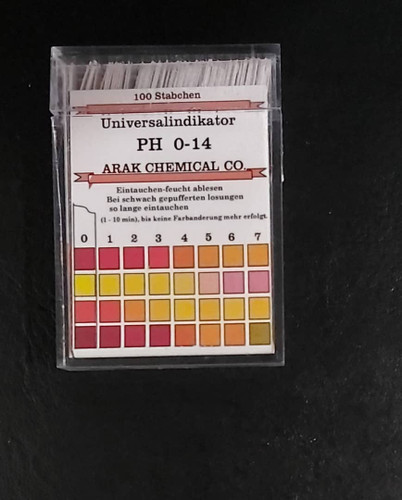 100 Stabchen
Universalindikator
PH 0-14
ARAK CHEMICAL CO.
Eintauchen-feucht ablesen
Bei schwach gepufferten losungen
so lange eintauchen
(1 - 10 min), bis keine Farbanderung mehr erfolgt.
0 1 2 3 4 5 6 7